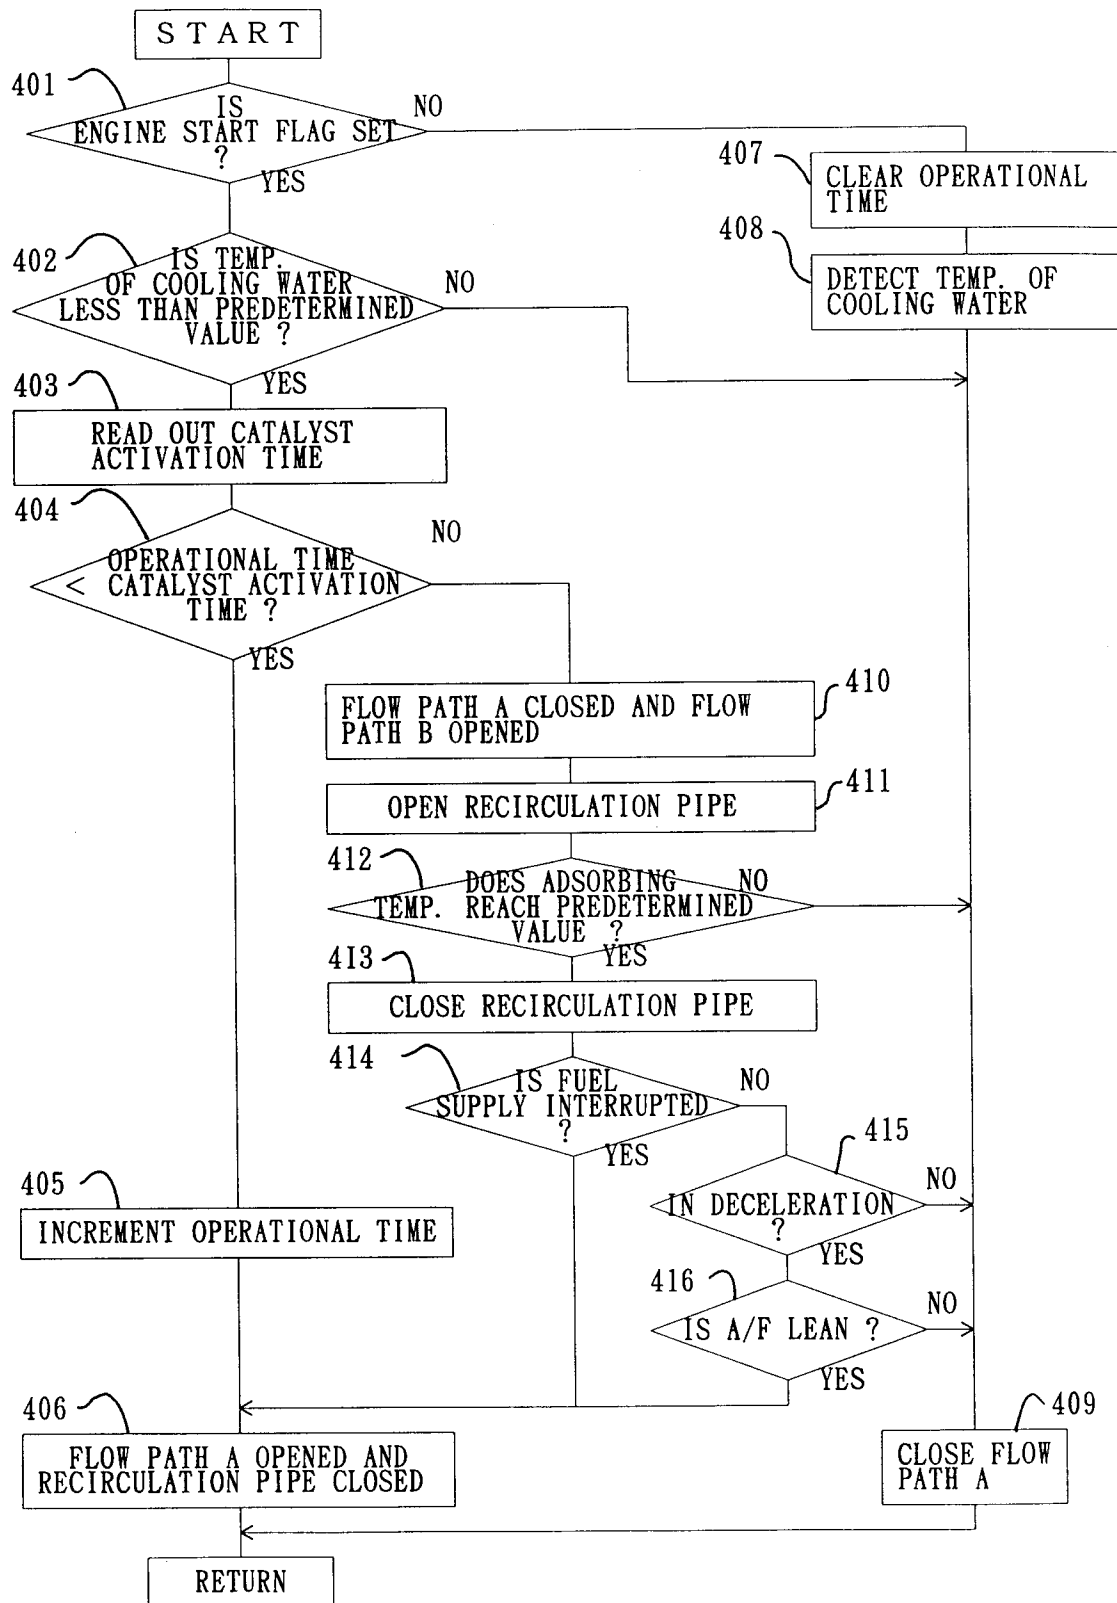 START
401
IS
ENGINE START FLAG SET
?
NO
YES
407
CLEAR OPERATIONAL
TIME
408
DETECT TEMP. OF
COOLING WATER
402
IS TEMP.
OF COOLING WATER
LESS THAN PREDETERMINED
VALUE ?
NO
YES
403
READ OUT CATALYST
ACTIVATION TIME
404
OPERATIONAL TIME
< CATALYST ACTIVATION
TIME ?
NO
YES
410
FLOW PATH A CLOSED AND FLOW
PATH B OPENED
411
OPEN RECIRCULATION PIPE
412
DOES ADSORBING
TEMP. REACH PREDETERMINED
VALUE ?
NO
YES
413
CLOSE RECIRCULATION PIPE
414
IS FUEL
SUPPLY INTERRUPTED
?
NO
YES
415
IN DECELERATION
?
NO
YES
405
INCREMENT OPERATIONAL TIME
416
IS A/F LEAN ?
NO
YES
406
FLOW PATH A OPENED AND
RECIRCULATION PIPE CLOSED
409
CLOSE FLOW
PATH A
RETURN